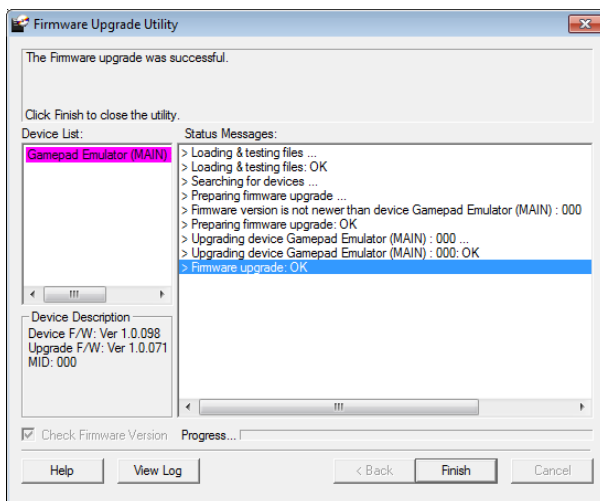 Firmware Upgrade Utility
The Firmware upgrade was successful.
Click Finish to close the utility.
Device List:
Status Messages:
Gamepad Emulator (MAIN)
> Loading & testing files ...
> Loading & testing files: OK
> Searching for devices ...
> Preparing firmware upgrade ...
> Firmware version is not newer than device Gamepad Emulator (MAIN) : 000
> Preparing firmware upgrade: OK
> Upgrading device Gamepad Emulator (MAIN) : 000 ...
> Upgrading device Gamepad Emulator (MAIN) : 000: OK
> Firmware upgrade: OK
Device Description
Device F/W: Ver 1.0.098
Upgrade F/W: Ver 1.0.071
MID: 000
Check Firmware Version
Progress...
Help
View Log
< Back
Finish
Cancel